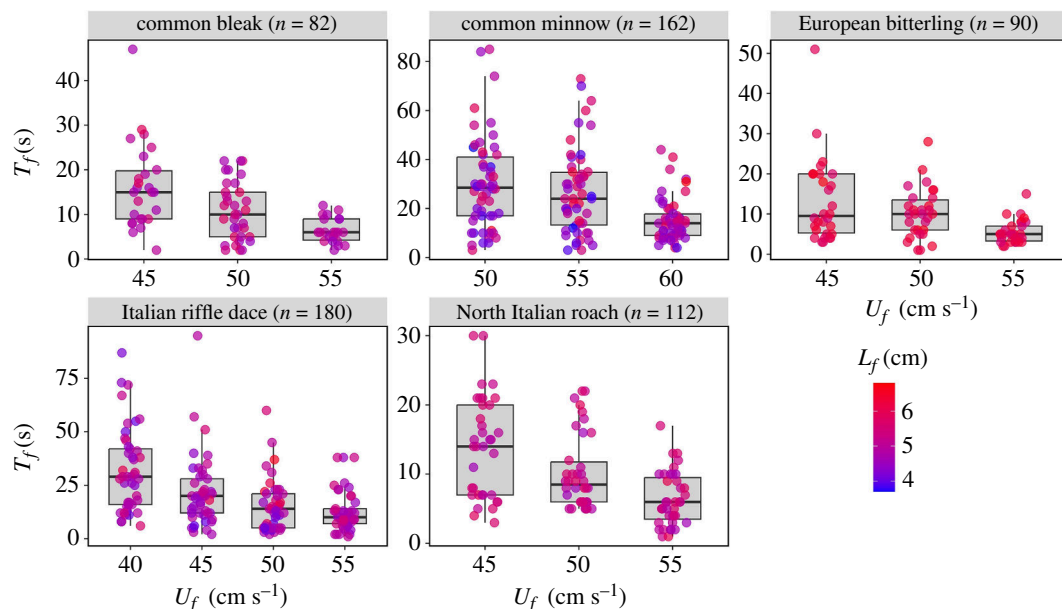 common bleak (n = 82)
common minnow (n = 162)
European bitterling (n = 90)
T_f (s)
40
30
20
10
0
45 50 55
80
60
40
20
0
50 55 60
50
40
30
20
10
0
45 50 55
U_f (cm s⁻¹)
Italian riffle dace (n = 180)
North Italian roach (n = 112)
T_f (s)
75
50
25
0
40 45 50 55
U_f (cm s⁻¹)
30
20
10
0
45 50 55
U_f (cm s⁻¹)
L_f (cm)
6
5
4